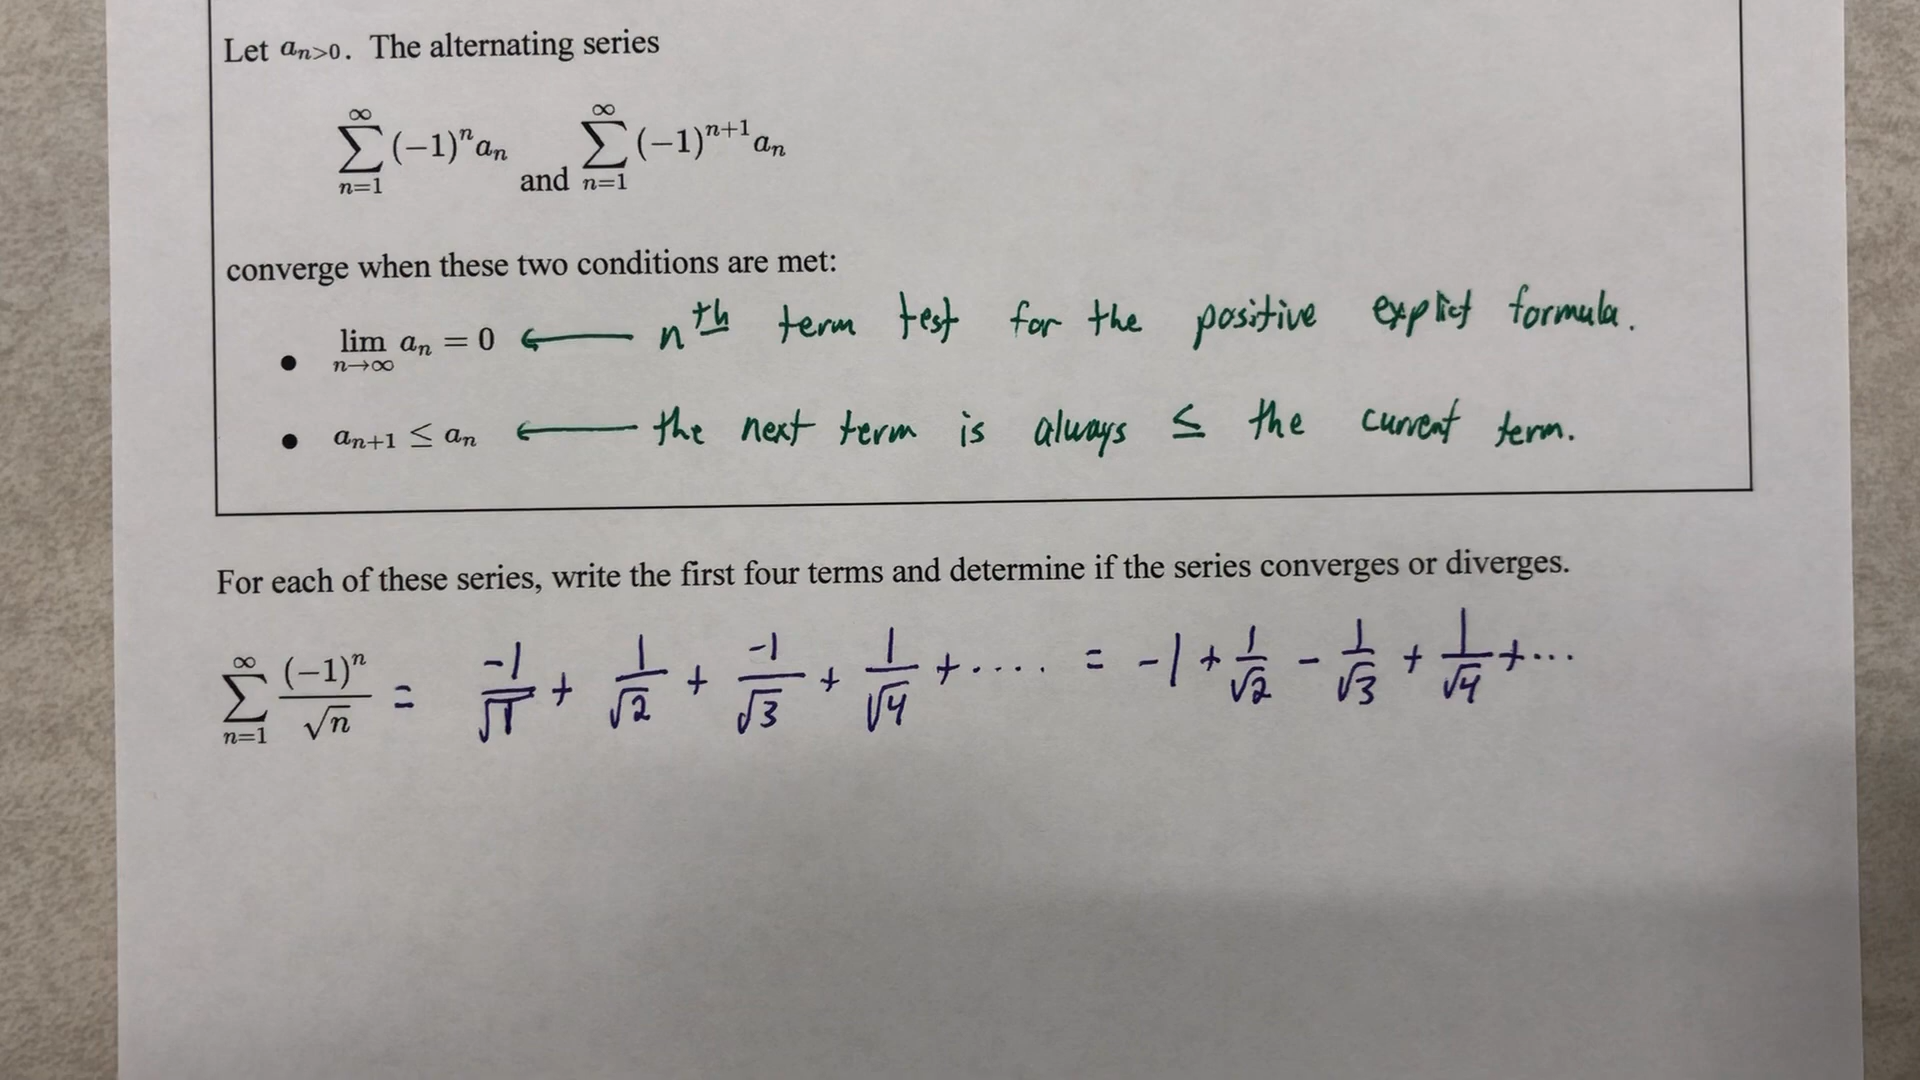 Let aₙ>₀. The alternating series
∑_{n=1}^{∞} (−1)ⁿaₙ and ∑_{n=1}^{∞} (−1)ⁿ⁺¹aₙ
converge when these two conditions are met:
• lim_{n→∞} aₙ = 0 ← nᵗʰ term test for the positive explict formula.
• aₙ₊₁ ≤ aₙ ← the next term is always ≤ the current term.
For each of these series, write the first four terms and determine if the series converges or diverges.
∑_{n=1}^{∞} (−1)ⁿ/√n = -1/√1 + 1/√2 + -1/√3 + 1/√4 + .... = -1 + 1/√2 - 1/√3 + 1/√4 + ...